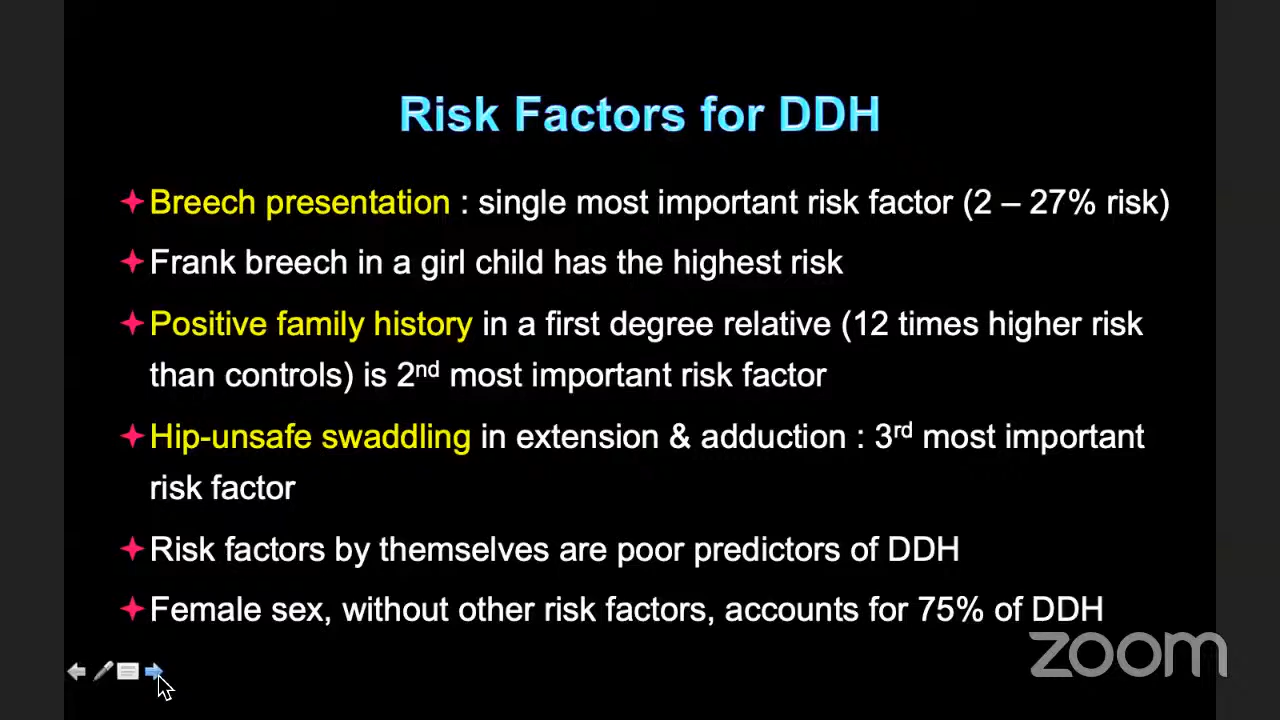 Risk Factors for DDH
Breech presentation : single most important risk factor (2 – 27% risk)
Frank breech in a girl child has the highest risk
Positive family history in a first degree relative (12 times higher risk
than controls) is 2nd most important risk factor
Hip-unsafe swaddling in extension & adduction : 3rd most important
risk factor
Risk factors by themselves are poor predictors of DDH
Female sex, without other risk factors, accounts for 75% of DDH
zoom